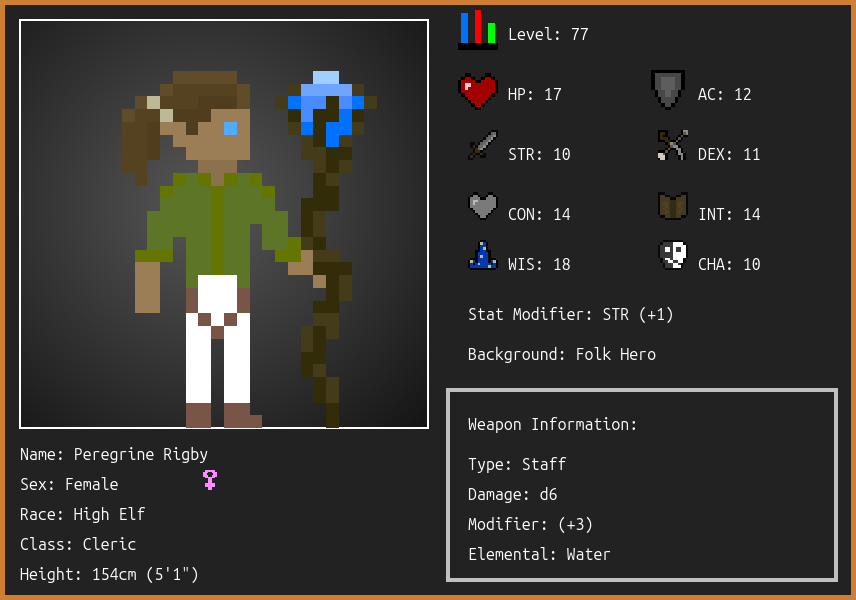 Level: 77
HP: 17
AC: 12
STR: 10
DEX: 11
CON: 14
INT: 14
WIS: 18
CHA: 10
Stat Modifier: STR (+1)
Background: Folk Hero
Name: Peregrine Rigby
Sex: Female
Race: High Elf
Class: Cleric
Height: 154cm (5'1")
Weapon Information:
Type: Staff
Damage: d6
Modifier: (+3)
Elemental: Water